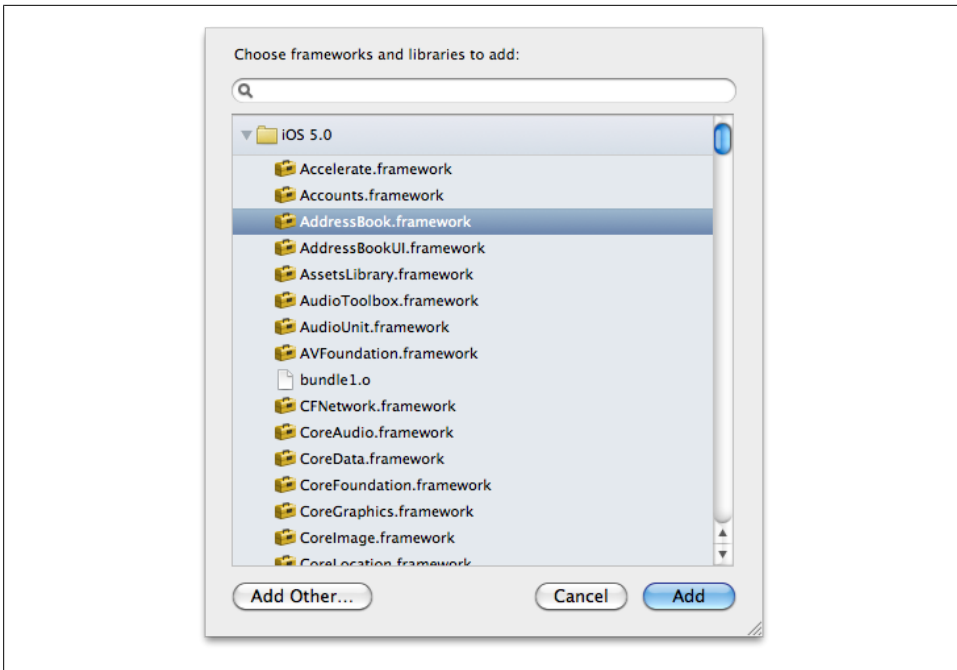 Choose frameworks and libraries to add:
iOS 5.0
Accelerate.framework
Accounts.framework
AddressBook.framework
AddressBookUI.framework
AssetsLibrary.framework
AudioToolbox.framework
AudioUnit.framework
AVFoundation.framework
bundle1.o
CFNetwork.framework
CoreAudio.framework
CoreData.framework
CoreFoundation.framework
CoreGraphics.framework
CoreImage.framework
CoreLocation.framework
Add Other... Cancel Add